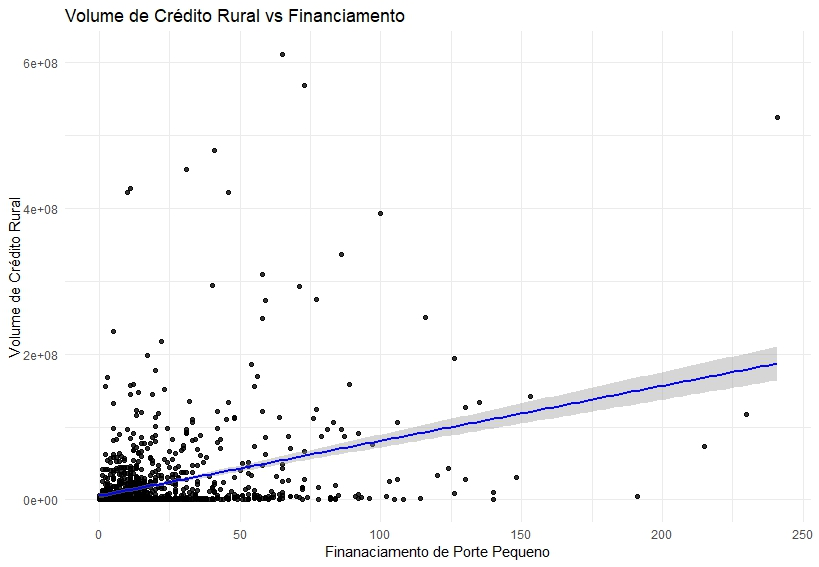 Volume de Crédito Rural vs Financiamento
6e+08
4e+08
2e+08
0e+00
Volume de Crédito Rural
0 50 100 150 200 250
Finanaciamento de Porte Pequeno